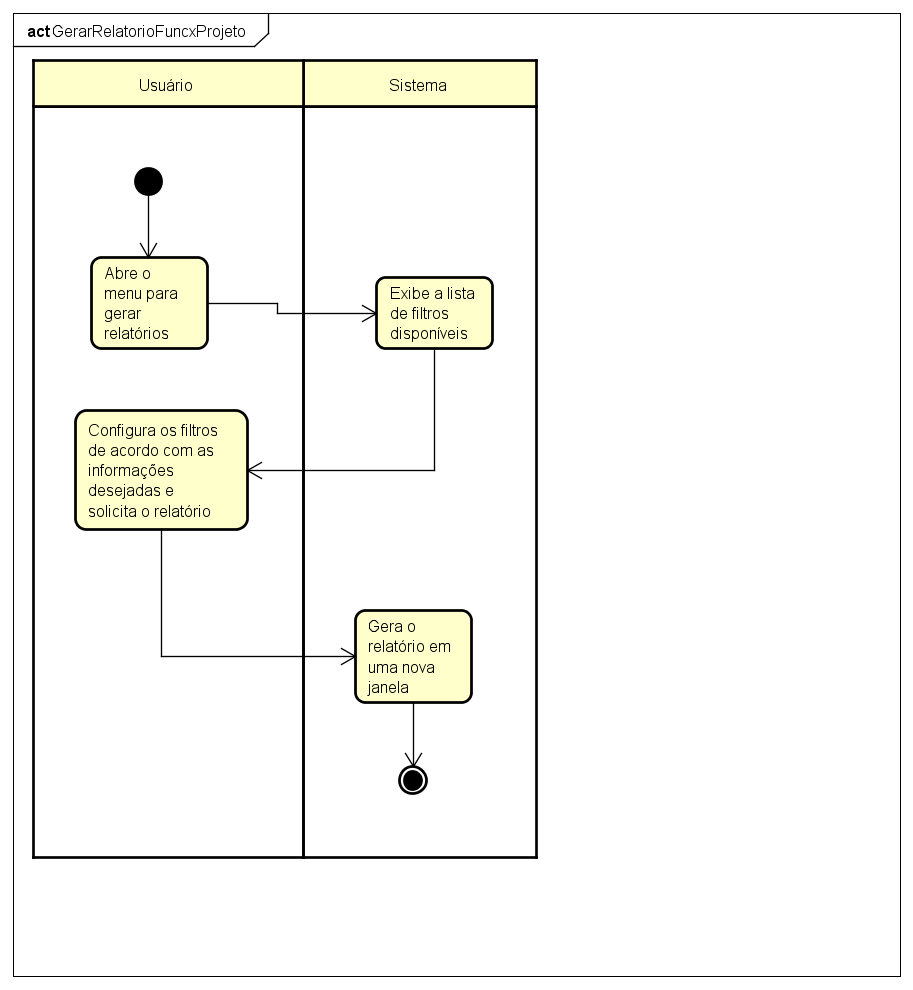 act GerarRelatorioFuncxProjeto
Usuário
Sistema
Abre o
menu para
gerar
relatórios
Exibe a lista
de filtros
disponíveis
Configura os filtros
de acordo com as
informações
desejadas e
solicita o relatório
Gera o
relatório em
uma nova
janela